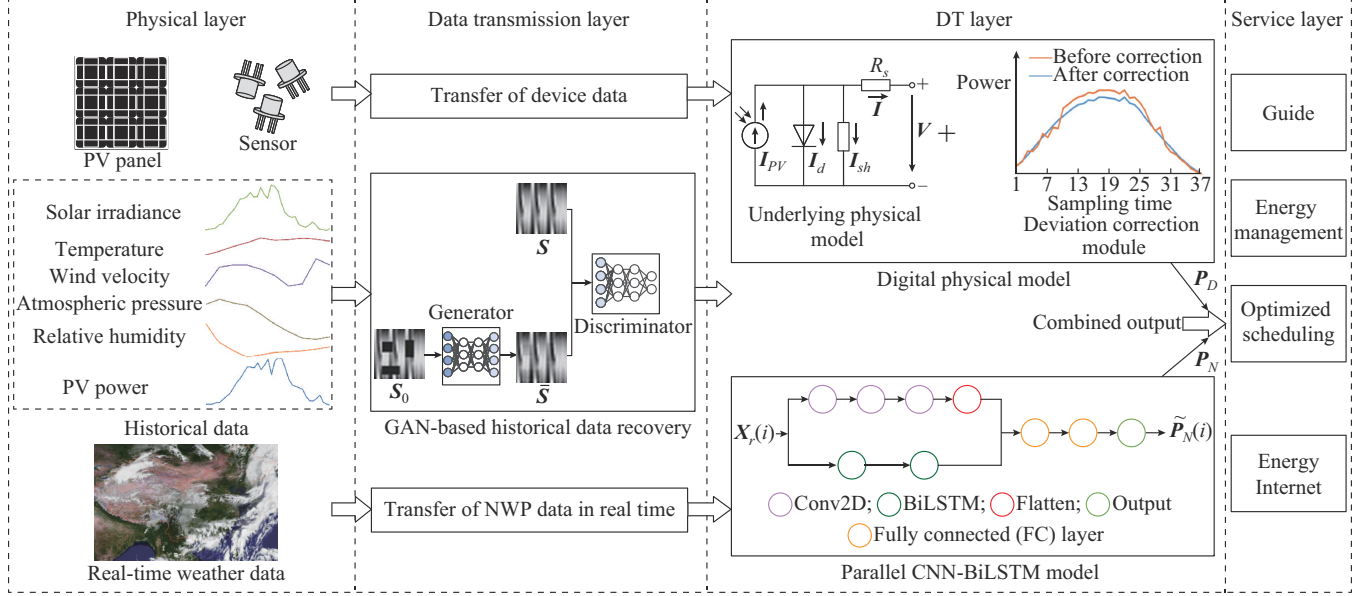 Physical layer
Data transmission layer
DT layer
Service layer
PV panel
Sensor
Solar irradiance
Temperature
Wind velocity
Atmospheric pressure
Relative humidity
PV power
Historical data
Real-time weather data
Transfer of device data
S
Generator
Discriminator
S₀
S̄
GAN-based historical data recovery
Transfer of NWP data in real time
R_s
+
I
I_PV
I_d
I_sh
V
−
Underlying physical
model
+
Before correction
After correction
Power
1 7 13 19 25 31 37
Sampling time
Deviation correction
module
Digital physical model
P_D
Combined output
P_N
X_r(i)
P̃_N(i)
Conv2D; BiLSTM; Flatten; Output
Fully connected (FC) layer
Parallel CNN-BiLSTM model
Guide
Energy
management
Optimized
scheduling
Energy
Internet